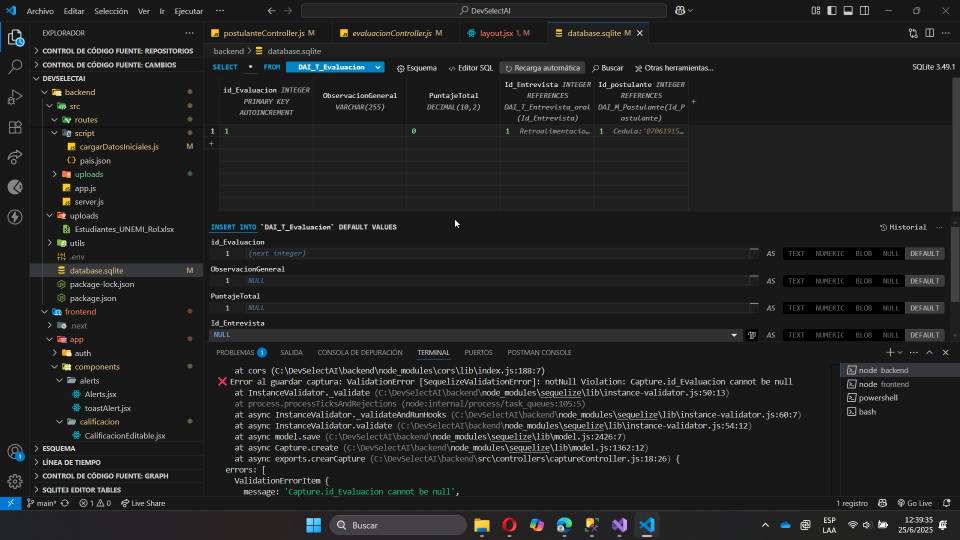 Archivo Editar Selección Ver Ir Ejecutar ...
DevSelectAI
EXPLORADOR
CONTROL DE CÓDIGO FUENTE: REPOSITORIOS
CONTROL DE CÓDIGO FUENTE: CAMBIOS
DEVSELECTAI
backend
src
routes
script
cargarDatosIniciales.js M
pais.json
uploads
app.js
server.js
uploads
Estudiantes_UNEMI_Rol.xlsx
utils
.env
database.sqlite M
package-lock.json
package.json
frontend
.next
app
auth
components
alerts
Alerts.jsx
toastAlert.jsx
calificacion
CalificacionEditable.jsx
ESQUEMA
LÍNEA DE TIEMPO
CONTROL DE CÓDIGO FUENTE: GRAPH
SQLITE3 EDITOR TABLES
postulanteController.js M
evaluacionController.js M
layout.jsx 1, M
database.sqlite M
backend > database.sqlite
SELECT * FROM DAI_T_Evaluacion
Esquema
Editor SQL
Recarga automática
Buscar
Otras herramientas...
SQLite 3.49.1
id_Evaluacion INTEGER PRIMARY KEY AUTOINCREMENT
ObservacionGeneral VARCHAR(255)
PuntajeTotal DECIMAL(10,2)
Id_Entrevista INTEGER REFERENCES DAI_T_Entrevista_oral (Id_Entrevista)
Id_postulante INTEGER REFERENCES DAI_M_Postulante(Id_Postulante)
+
1 1 0 1 Retroalimentacio... 1 Cedula:'07061915...
+
INSERT INTO `DAI_T_Evaluacion` DEFAULT VALUES
Historial ...
id_Evaluacion
1 (next integer) AS TEXT NUMERIC BLOB NULL DEFAULT
ObservacionGeneral
1 NULL AS TEXT NUMERIC BLOB NULL DEFAULT
PuntajeTotal
1 NULL AS TEXT NUMERIC BLOB NULL DEFAULT
Id_Entrevista
NULL AS TEXT NUMERIC BLOB NULL DEFAULT
PROBLEMAS 1 SALIDA CONSOLA DE DEPURACIÓN TERMINAL PUERTOS POSTMAN CONSOLE
at cors (C:\DevSelectAI\backend\node_modules\cors\lib\index.js:188:7)
❌ Error al guardar captura: ValidationError [SequelizeValidationError]: notNull Violation: Capture.id_Evaluacion cannot be null
at InstanceValidator._validate (C:\DevSelectAI\backend\node_modules\sequelize\lib\instance-validator.js:50:13)
at process.processTicksAndRejections (node:internal/process/task_queues:105:5)
at async InstanceValidator._validateAndRunHooks (C:\DevSelectAI\backend\node_modules\sequelize\lib\instance-validator.js:60:7)
at async InstanceValidator.validate (C:\DevSelectAI\backend\node_modules\sequelize\lib\instance-validator.js:54:12)
at async model.save (C:\DevSelectAI\backend\node_modules\sequelize\lib\model.js:2426:7)
at async Capture.create (C:\DevSelectAI\backend\node_modules\sequelize\lib\model.js:1362:12)
at async exports.crearCapture (C:\DevSelectAI\backend\src\controllers\captureController.js:18:26) {
errors: [
ValidationErrorItem {
message: 'Capture.id_Evaluacion cannot be null',
node backend
node frontend
powershell
bash
main*
1 0
Live Share
1 registro
Go Live
Buscar
ESP
LAA
12:39:35
25/6/2025